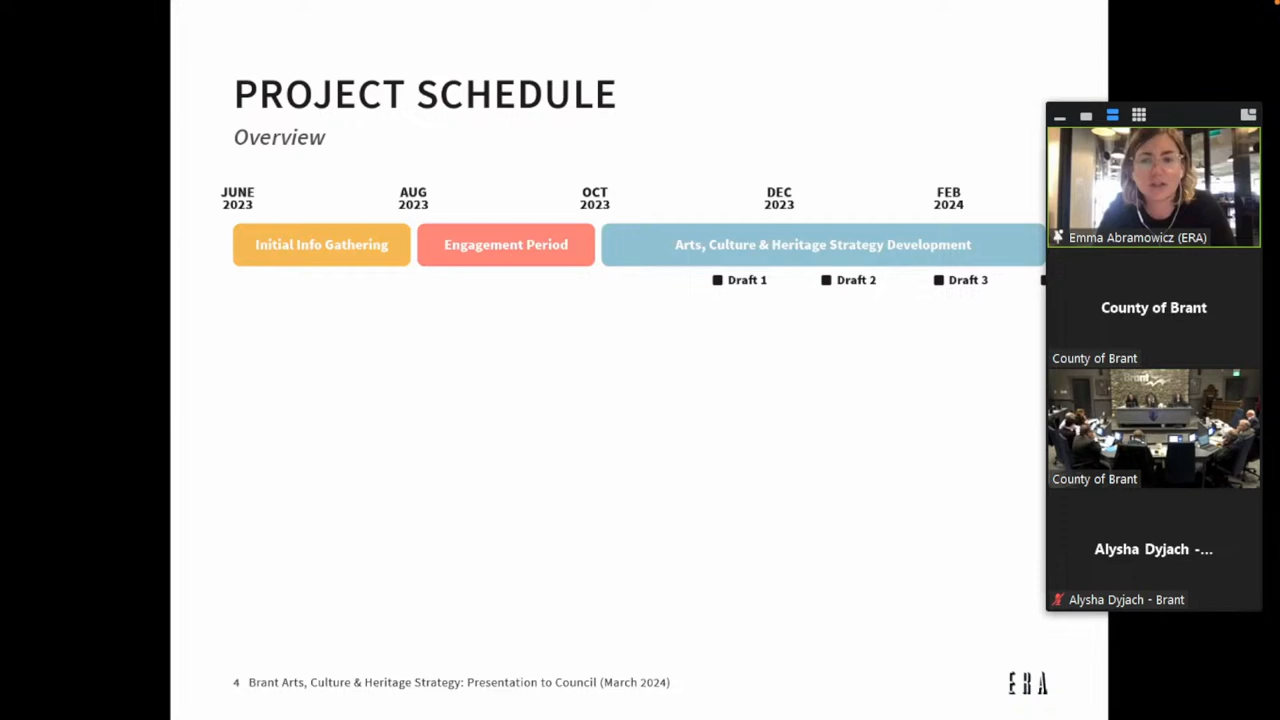 PROJECT SCHEDULE
Overview
JUNE
2023
AUG
2023
OCT
2023
DEC
2023
FEB
2024
Initial Info Gathering
Engagement Period
Arts, Culture & Heritage Strategy Development
Draft 1
Draft 2
Draft 3
4 Brant Arts, Culture & Heritage Strategy: Presentation to Council (March 2024)
ERA
Emma Abramowicz (ERA)
County of Brant
County of Brant
Brant
County of Brant
Alysha Dyjach -...
Alysha Dyjach - Brant